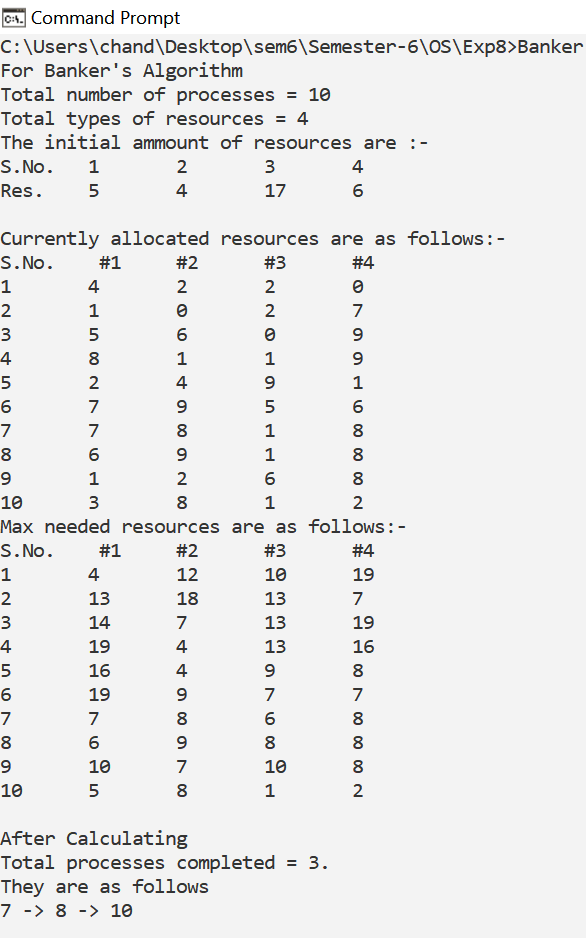 Command Prompt
C:\Users\chand\Desktop\sem6\Semester-6\OS\Exp8>Banker
For Banker's Algorithm
Total number of processes = 10
Total types of resources = 4
The initial ammount of resources are :-
S.No. 1 2 3 4
Res. 5 4 17 6
Currently allocated resources are as follows:-
S.No. #1 #2 #3 #4
1 4 2 2 0
2 1 0 2 7
3 5 6 0 9
4 8 1 1 9
5 2 4 9 1
6 7 9 5 6
7 7 8 1 8
8 6 9 1 8
9 1 2 6 8
10 3 8 1 2
Max needed resources are as follows:-
S.No. #1 #2 #3 #4
1 4 12 10 19
2 13 18 13 7
3 14 7 13 19
4 19 4 13 16
5 16 4 9 8
6 19 9 7 7
7 7 8 6 8
8 6 9 8 8
9 10 7 10 8
10 5 8 1 2
After Calculating
Total processes completed = 3.
They are as follows
7 -> 8 -> 10